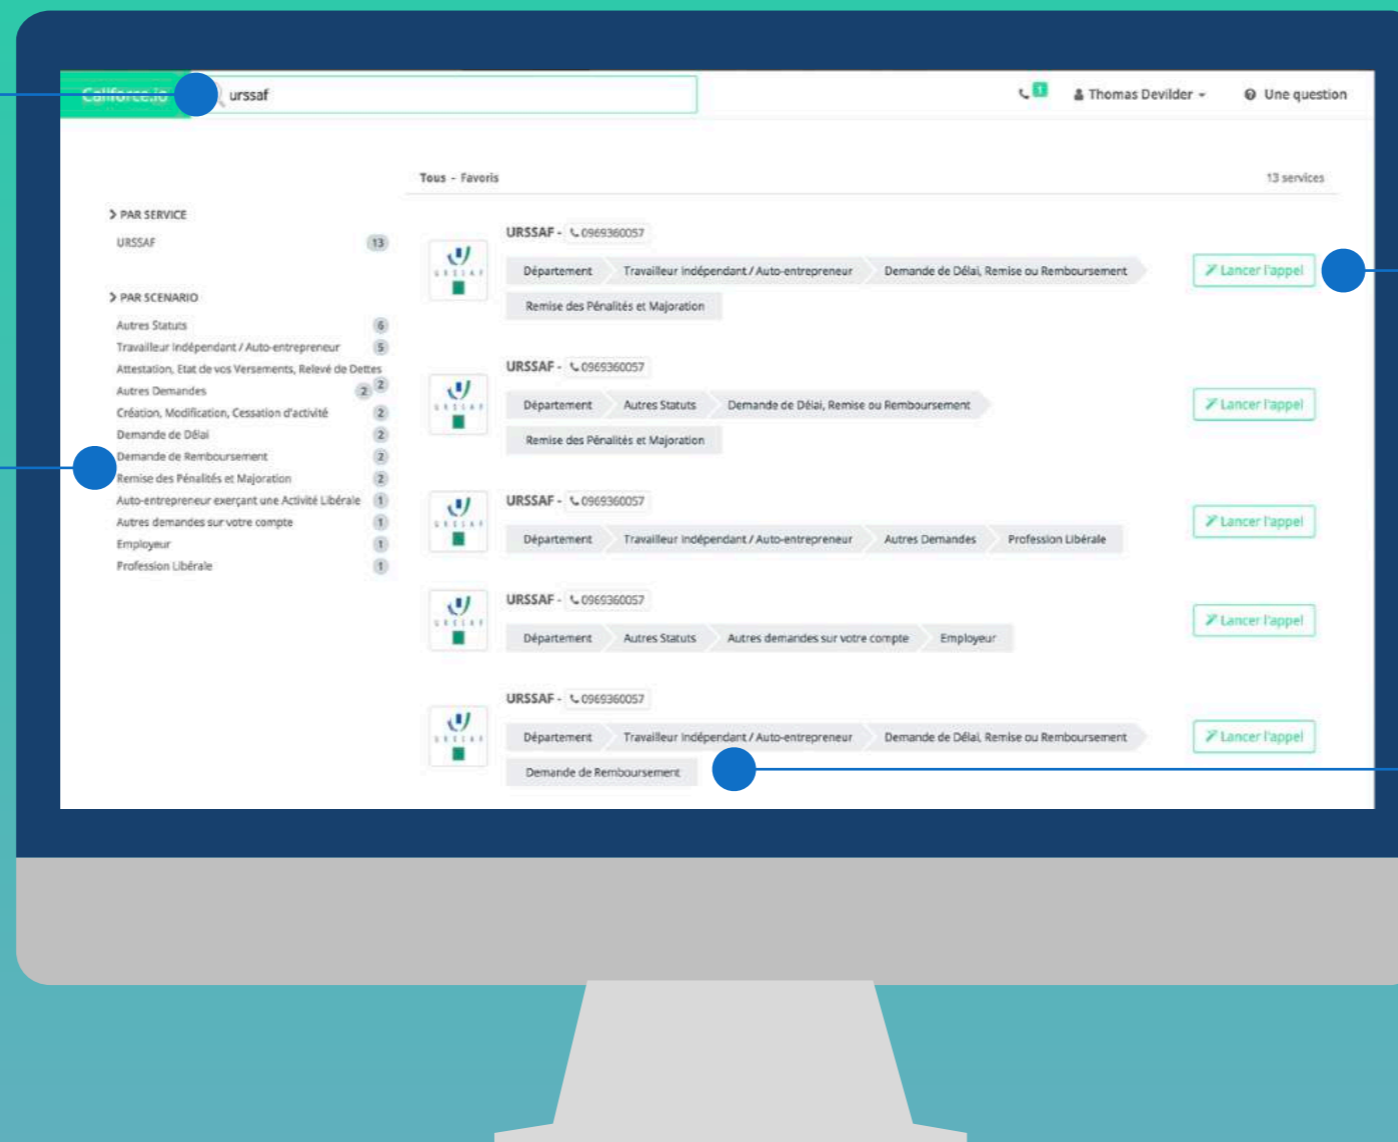 Callforce.io
urssaf
1
Thomas Devilder
Une question
Tous - Favoris
13 services
PAR SERVICE
URSSAF 13
PAR SCENARIO
Autres Statuts 6
Travailleur Indépendant / Auto-entrepreneur 5
Attestation, Etat de vos Versements, Relevé de Dettes 2
Autres Demandes 2
Création, Modification, Cessation d'activité 2
Demande de Délai 2
Demande de Remboursement 2
Remise des Pénalités et Majoration 2
Auto-entrepreneur exerçant une Activité Libérale 1
Autres demandes sur votre compte 1
Employeur 1
Profession Libérale 1
URSSAF - 0969360057
URSSAF
Département Travailleur Indépendant / Auto-entrepreneur Demande de Délai, Remise ou Remboursement
Lancer l'appel
Remise des Pénalités et Majoration
URSSAF - 0969360057
URSSAF
Département Autres Statuts Demande de Délai, Remise ou Remboursement
Lancer l'appel
Remise des Pénalités et Majoration
URSSAF - 0969360057
URSSAF
Département Travailleur Indépendant / Auto-entrepreneur Autres Demandes Profession Libérale
Lancer l'appel
URSSAF - 0969360057
URSSAF
Département Autres Statuts Autres demandes sur votre compte Employeur
Lancer l'appel
URSSAF - 0969360057
URSSAF
Département Travailleur Indépendant / Auto-entrepreneur Demande de Délai, Remise ou Remboursement
Lancer l'appel
Demande de Remboursement